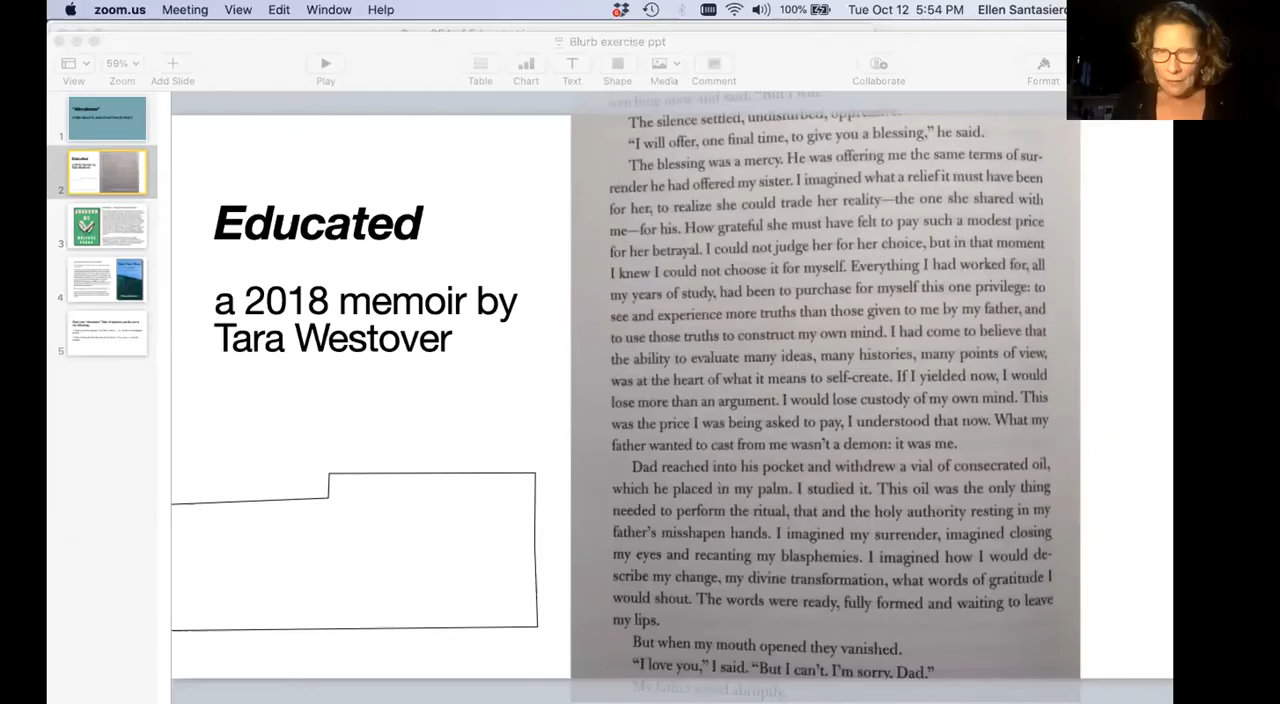 zoom.us Meeting View Edit Window Help 100% Tue Oct 12 5:54 PM Ellen Santasiero
Blurb exercise ppt
59%
View Zoom Add Slide Play Table Chart Text Shape Media Comment Collaborate Format
1
2
3
4
5
Educated
a 2018 memoir by
Tara Westover
The silence settled, undisturbed, oppressive.
“I will offer, one final time, to give you a blessing,” he said.
The blessing was a mercy. He was offering me the same terms of sur-
render he had offered my sister. I imagined what a relief it must have been
for her, to realize she could trade her reality—the one she shared with
me—for his. How grateful she must have felt to pay such a modest price
for her betrayal. I could not judge her for her choice, but in that moment
I knew I could not choose it for myself. Everything I had worked for, all
my years of study, had been to purchase for myself this one privilege: to
see and experience more truths than those given to me by my father, and
to use those truths to construct my own mind. I had come to believe that
the ability to evaluate many ideas, many histories, many points of view,
was at the heart of what it means to self-create. If I yielded now, I would
lose more than an argument. I would lose custody of my own mind. This
was the price I was being asked to pay, I understood that now. What my
father wanted to cast from me wasn’t a demon: it was me.
Dad reached into his pocket and withdrew a vial of consecrated oil,
which he placed in my palm. I studied it. This oil was the only thing
needed to perform the ritual, that and the holy authority resting in my
father’s misshapen hands. I imagined my surrender, imagined closing
my eyes and recanting my blasphemies. I imagined how I would de-
scribe my change, my divine transformation, what words of gratitude I
would shout. The words were ready, fully formed and waiting to leave
my lips.
But when my mouth opened they vanished.
“I love you,” I said. “But I can’t. I’m sorry, Dad.”
My father stood abruptly.